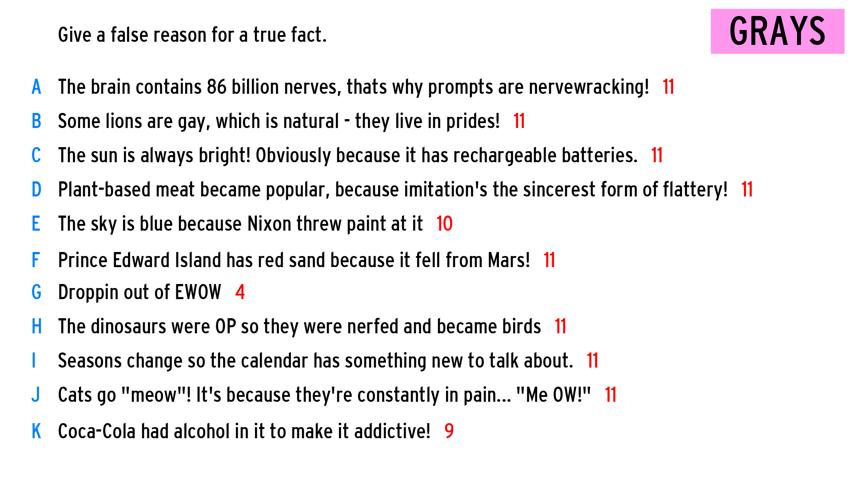 Give a false reason for a true fact.
GRAYS
A The brain contains 86 billion nerves, thats why prompts are nervewracking! 11
B Some lions are gay, which is natural - they live in prides! 11
C The sun is always bright! Obviously because it has rechargeable batteries. 11
D Plant-based meat became popular, because imitation's the sincerest form of flattery! 11
E The sky is blue because Nixon threw paint at it 10
F Prince Edward Island has red sand because it fell from Mars! 11
G Droppin out of EWOW 4
H The dinosaurs were OP so they were nerfed and became birds 11
I Seasons change so the calendar has something new to talk about. 11
J Cats go "meow"! It's because they're constantly in pain... "Me OW!" 11
K Coca-Cola had alcohol in it to make it addictive! 9